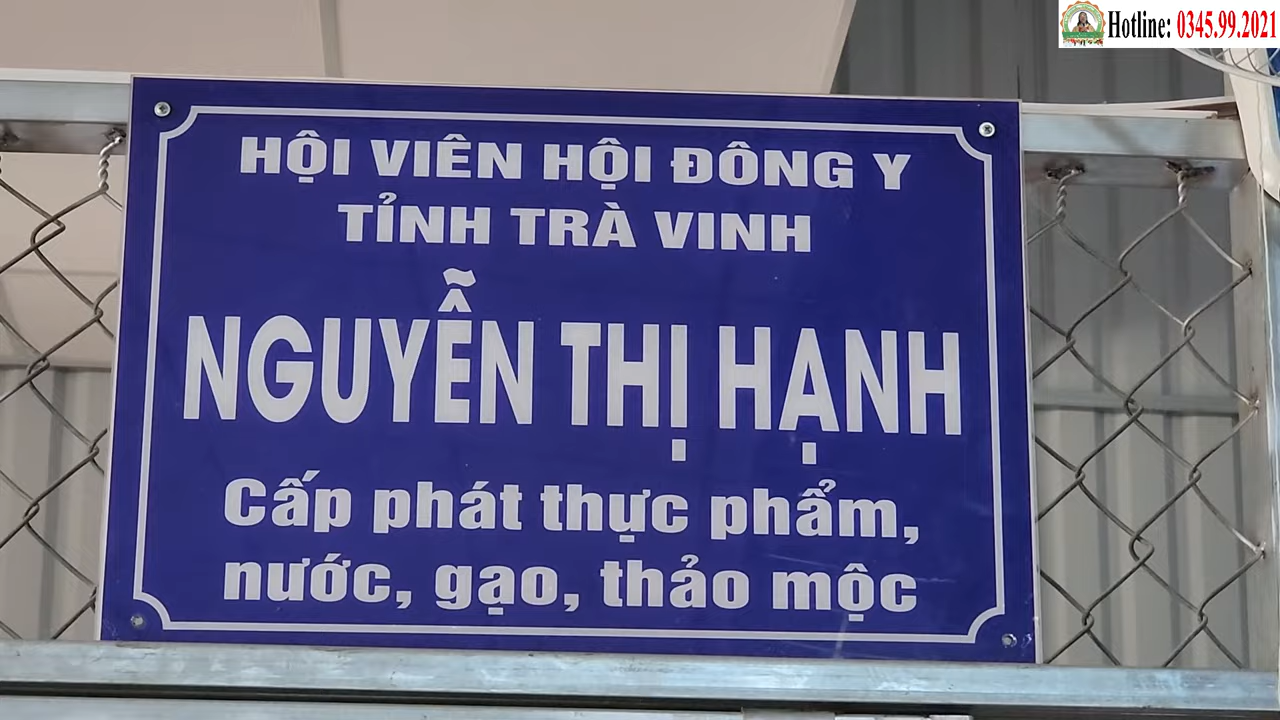 Hotline: 0345.99.2021
HỘI VIÊN HỘI ĐÔNG Y
TỈNH TRÀ VINH
NGUYỄN THỊ HẠNH
Cấp phát thực phẩm,
nước, gạo, thảo mộc